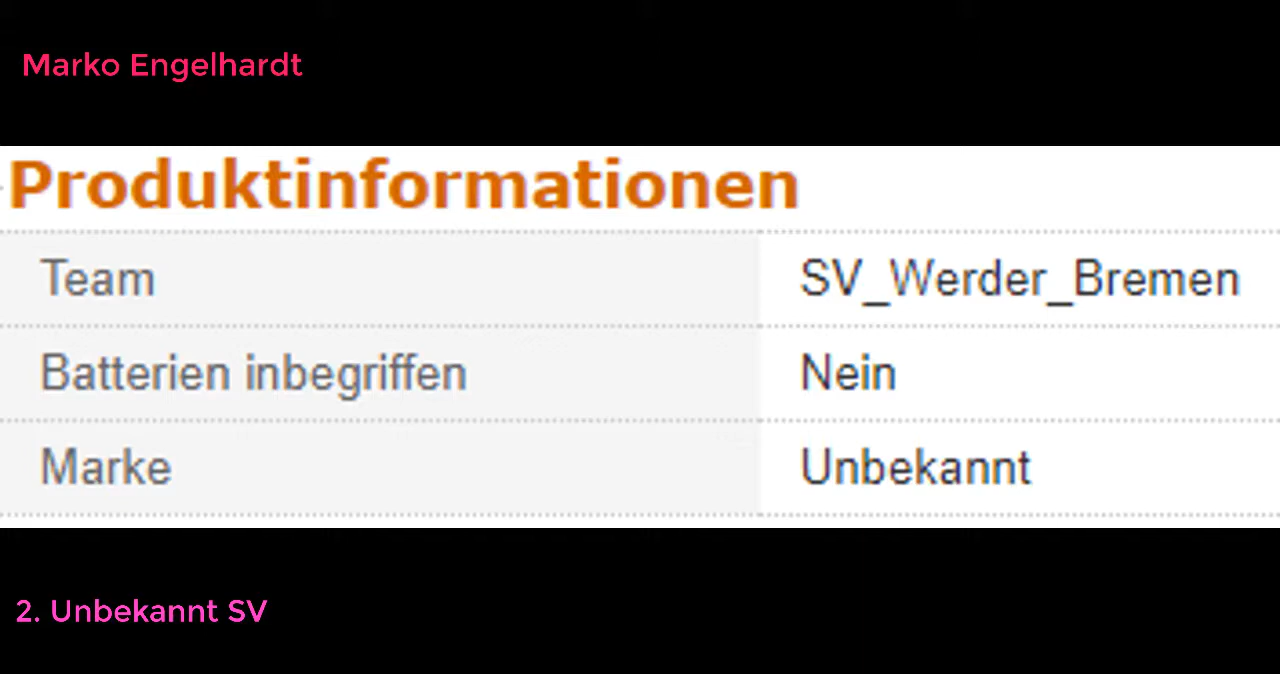 Marko Engelhardt
Produktinformationen
Team SV_Werder_Bremen
Batterien inbegriffen Nein
Marke Unbekannt
2. Unbekannt SV